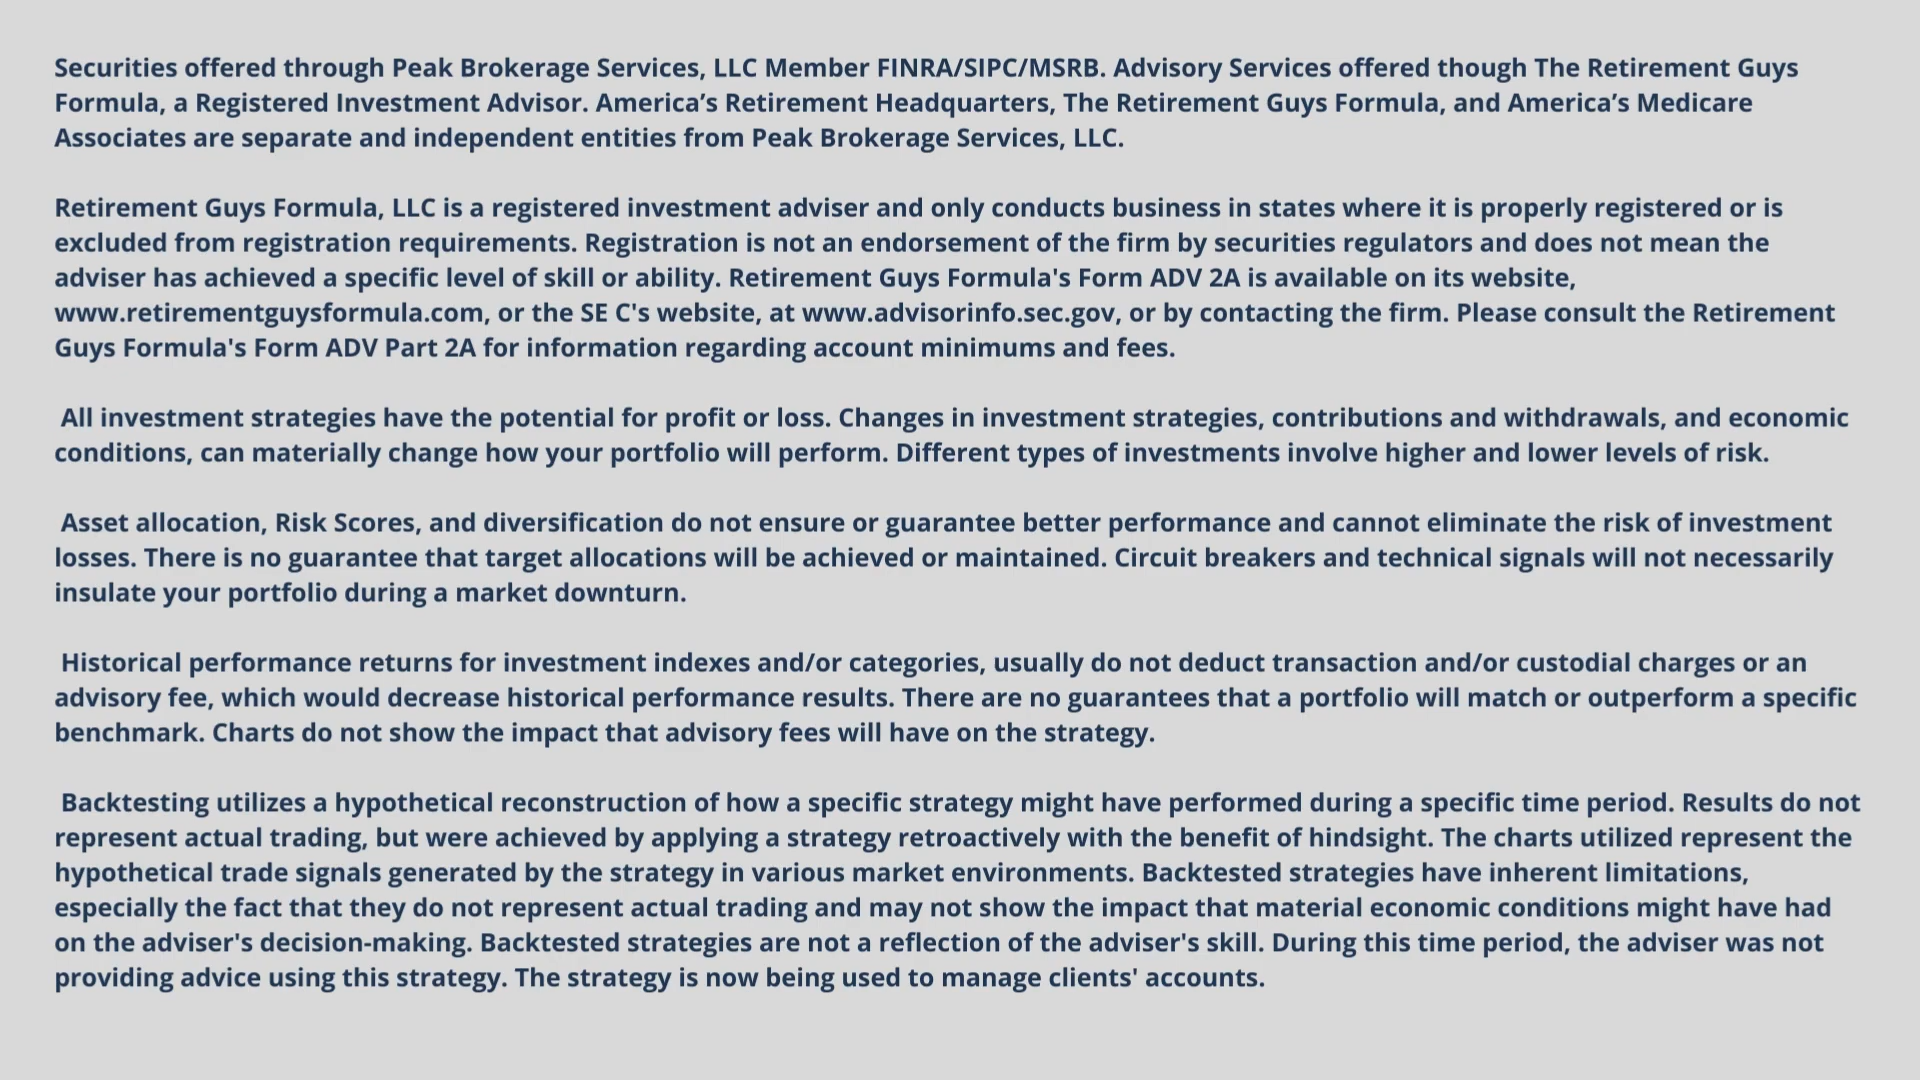 Securities offered through Peak Brokerage Services, LLC Member FINRA/SIPC/MSRB. Advisory Services offered though The Retirement Guys
Formula, a Registered Investment Advisor. America’s Retirement Headquarters, The Retirement Guys Formula, and America’s Medicare
Associates are separate and independent entities from Peak Brokerage Services, LLC.
Retirement Guys Formula, LLC is a registered investment adviser and only conducts business in states where it is properly registered or is
excluded from registration requirements. Registration is not an endorsement of the firm by securities regulators and does not mean the
adviser has achieved a specific level of skill or ability. Retirement Guys Formula's Form ADV 2A is available on its website,
www.retirementguysformula.com, or the SE C's website, at www.advisorinfo.sec.gov, or by contacting the firm. Please consult the Retirement
Guys Formula's Form ADV Part 2A for information regarding account minimums and fees.
All investment strategies have the potential for profit or loss. Changes in investment strategies, contributions and withdrawals, and economic
conditions, can materially change how your portfolio will perform. Different types of investments involve higher and lower levels of risk.
Asset allocation, Risk Scores, and diversification do not ensure or guarantee better performance and cannot eliminate the risk of investment
losses. There is no guarantee that target allocations will be achieved or maintained. Circuit breakers and technical signals will not necessarily
insulate your portfolio during a market downturn.
Historical performance returns for investment indexes and/or categories, usually do not deduct transaction and/or custodial charges or an
advisory fee, which would decrease historical performance results. There are no guarantees that a portfolio will match or outperform a specific
benchmark. Charts do not show the impact that advisory fees will have on the strategy.
Backtesting utilizes a hypothetical reconstruction of how a specific strategy might have performed during a specific time period. Results do not
represent actual trading, but were achieved by applying a strategy retroactively with the benefit of hindsight. The charts utilized represent the
hypothetical trade signals generated by the strategy in various market environments. Backtested strategies have inherent limitations,
especially the fact that they do not represent actual trading and may not show the impact that material economic conditions might have had
on the adviser's decision-making. Backtested strategies are not a reflection of the adviser's skill. During this time period, the adviser was not
providing advice using this strategy. The strategy is now being used to manage clients' accounts.